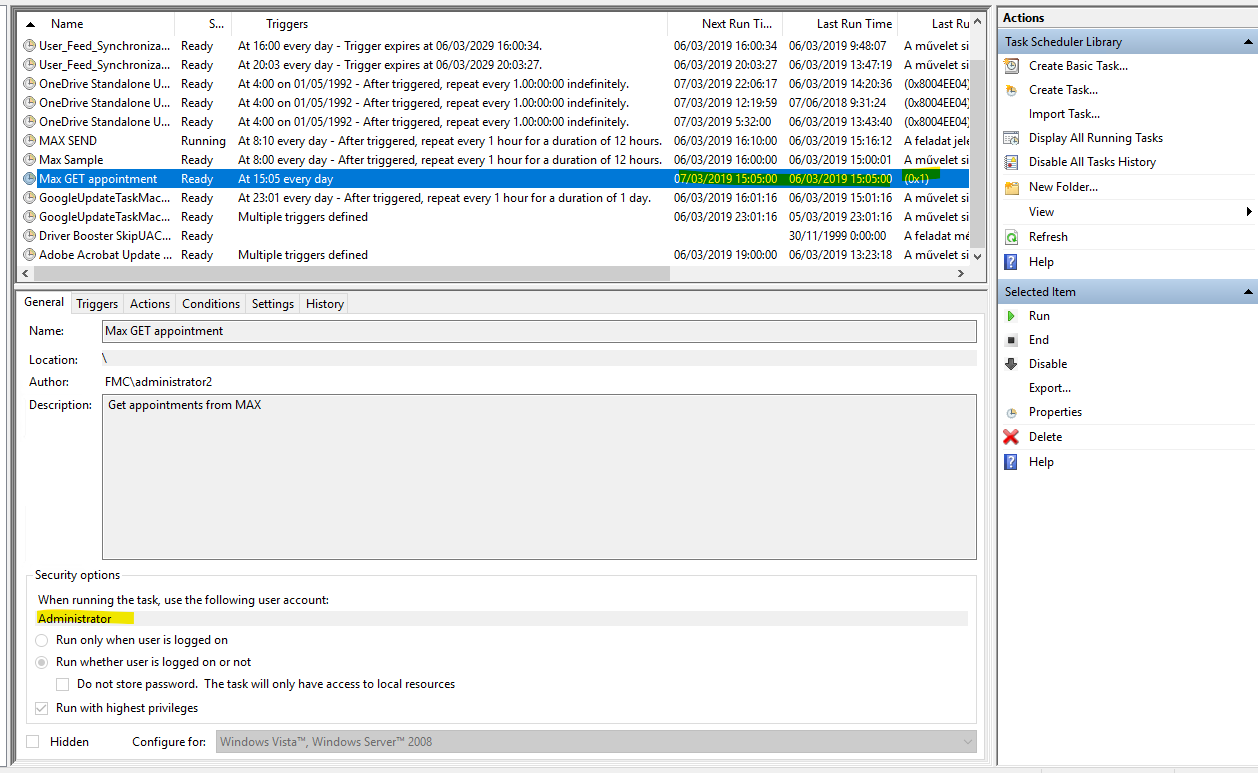 Name S... Triggers Next Run Ti... Last Run Time Last Ru
User_Feed_Synchroniza... Ready At 16:00 every day - Trigger expires at 06/03/2029 16:00:34. 06/03/2019 16:00:34 06/03/2019 9:48:07 A művelet si
User_Feed_Synchroniza... Ready At 20:03 every day - Trigger expires at 06/03/2029 20:03:27. 06/03/2019 20:03:27 06/03/2019 13:47:19 A művelet si
OneDrive Standalone U... Ready At 4:00 on 01/05/1992 - After triggered, repeat every 1.00:00:00 indefinitely. 07/03/2019 22:06:17 06/03/2019 14:20:36 (0x8004EE04)
OneDrive Standalone U... Ready At 4:00 on 01/05/1992 - After triggered, repeat every 1.00:00:00 indefinitely. 07/03/2019 12:19:59 07/06/2018 9:31:24 (0x8004EE04)
OneDrive Standalone U... Ready At 4:00 on 01/05/1992 - After triggered, repeat every 1.00:00:00 indefinitely. 07/03/2019 5:32:00 06/03/2019 13:43:40 (0x8004EE04)
MAX SEND Running At 8:10 every day - After triggered, repeat every 1 hour for a duration of 12 hours. 06/03/2019 16:10:00 06/03/2019 15:16:12 A feladat jele
Max Sample Ready At 8:00 every day - After triggered, repeat every 1 hour for a duration of 12 hours. 06/03/2019 16:00:00 06/03/2019 15:00:01 A művelet si
Max GET appointment Ready At 15:05 every day 07/03/2019 15:05:00 06/03/2019 15:05:00 (0x1)
GoogleUpdateTaskMac... Ready At 23:01 every day - After triggered, repeat every 1 hour for a duration of 1 day. 06/03/2019 16:01:16 06/03/2019 15:01:16 A művelet si
GoogleUpdateTaskMac... Ready Multiple triggers defined 06/03/2019 23:01:16 05/03/2019 23:01:16 A művelet si
Driver Booster SkipUAC... Ready 30/11/1999 0:00:00 A feladat mé
Adobe Acrobat Update ... Ready Multiple triggers defined 06/03/2019 19:00:00 06/03/2019 13:23:18 A művelet si
General Triggers Actions Conditions Settings History
Name: Max GET appointment
Location: \
Author: FMC\administrator2
Description: Get appointments from MAX
Security options
When running the task, use the following user account:
Administrator
Run only when user is logged on
Run whether user is logged on or not
Do not store password. The task will only have access to local resources
Run with highest privileges
Hidden Configure for: Windows Vista™, Windows Server™ 2008
Actions
Task Scheduler Library
Create Basic Task...
Create Task...
Import Task...
Display All Running Tasks
Disable All Tasks History
New Folder...
View
Refresh
Help
Selected Item
Run
End
Disable
Export...
Properties
Delete
Help